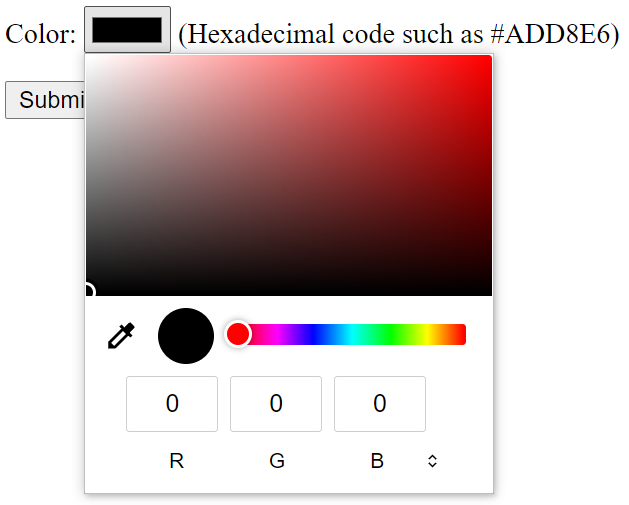 Color: (Hexadecimal code such as #ADD8E6)
Submi
0 0 0
R G B